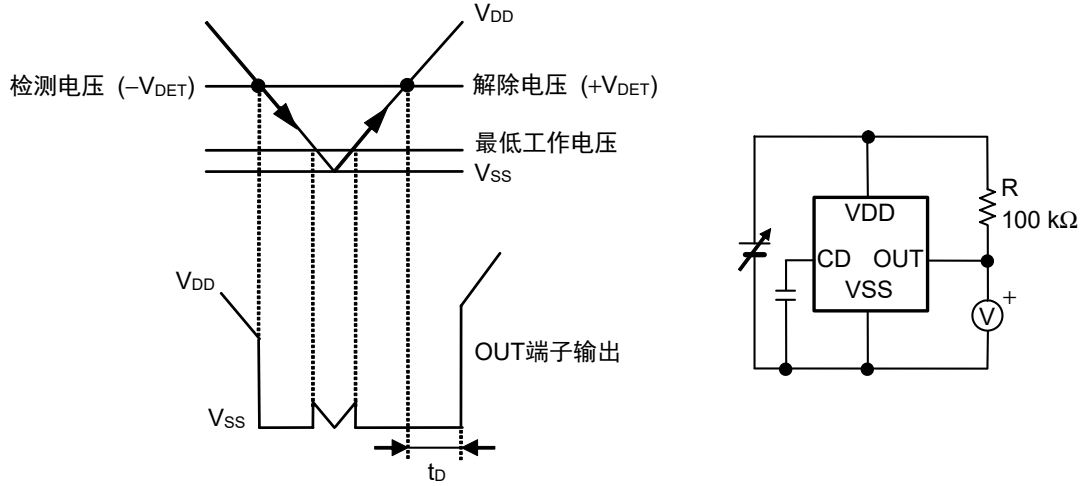 VDD
检测电压 (−VDET)
解除电压 (+VDET)
最低工作电压
VSS
VDD
OUT端子输出
VSS
tD
R
100 kΩ
VDD
CD OUT
VSS
V
+